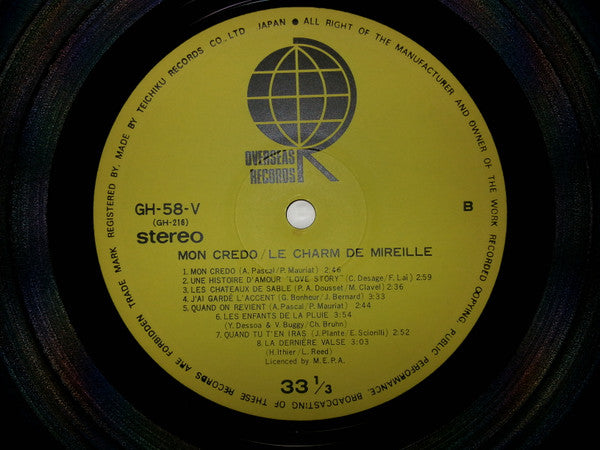 TRADE MARK REGISTERED BY. MADE BY TEICHIKU RECORDS CO., LTD JAPAN ● ALL RIGHT OF THE MANUFACTURER AND OWNER OF THE WORK RECORDED COPING, PUBLIC PERFORMANCE, BROADCASTING OF THESE RECORDS ARE FORBIDDEN
OVERSEAS
RECORDS
GH-58-V
(GH-216)
stereo
B
MON CREDO/LE CHARM DE MIREILLE
1. MON CREDO (A. Pascal/P. Mauriat) 2:46
2. UNE HISTOIRE D'AMOUR "LOVE STORY" (C. Desage/F. Lai) 2:59
3. LES CHATEAUX DE SABLE (P. A. Dousset/M. Clavel) 2:36
4. J'AI GARDÉ L'ACCENT (G. Bonheur/J. Bernard) 3:33
5. QUAND ON REVIENT (A. Pascal/P. Mauriat) 2:44
6. LES ENFANTS DE LA PLUIE 3:54
(Y. Dessoa & V. Buggy/Ch. Bruhn)
7. QUAND TU T'EN IRAS (J. Plante/E. Sciorilli) 2:52
8. LA DERNIÈRE VALSE 3:03
(H. Ithier/L. Reed)
Licenced by M.E.P.A.
33 1/3